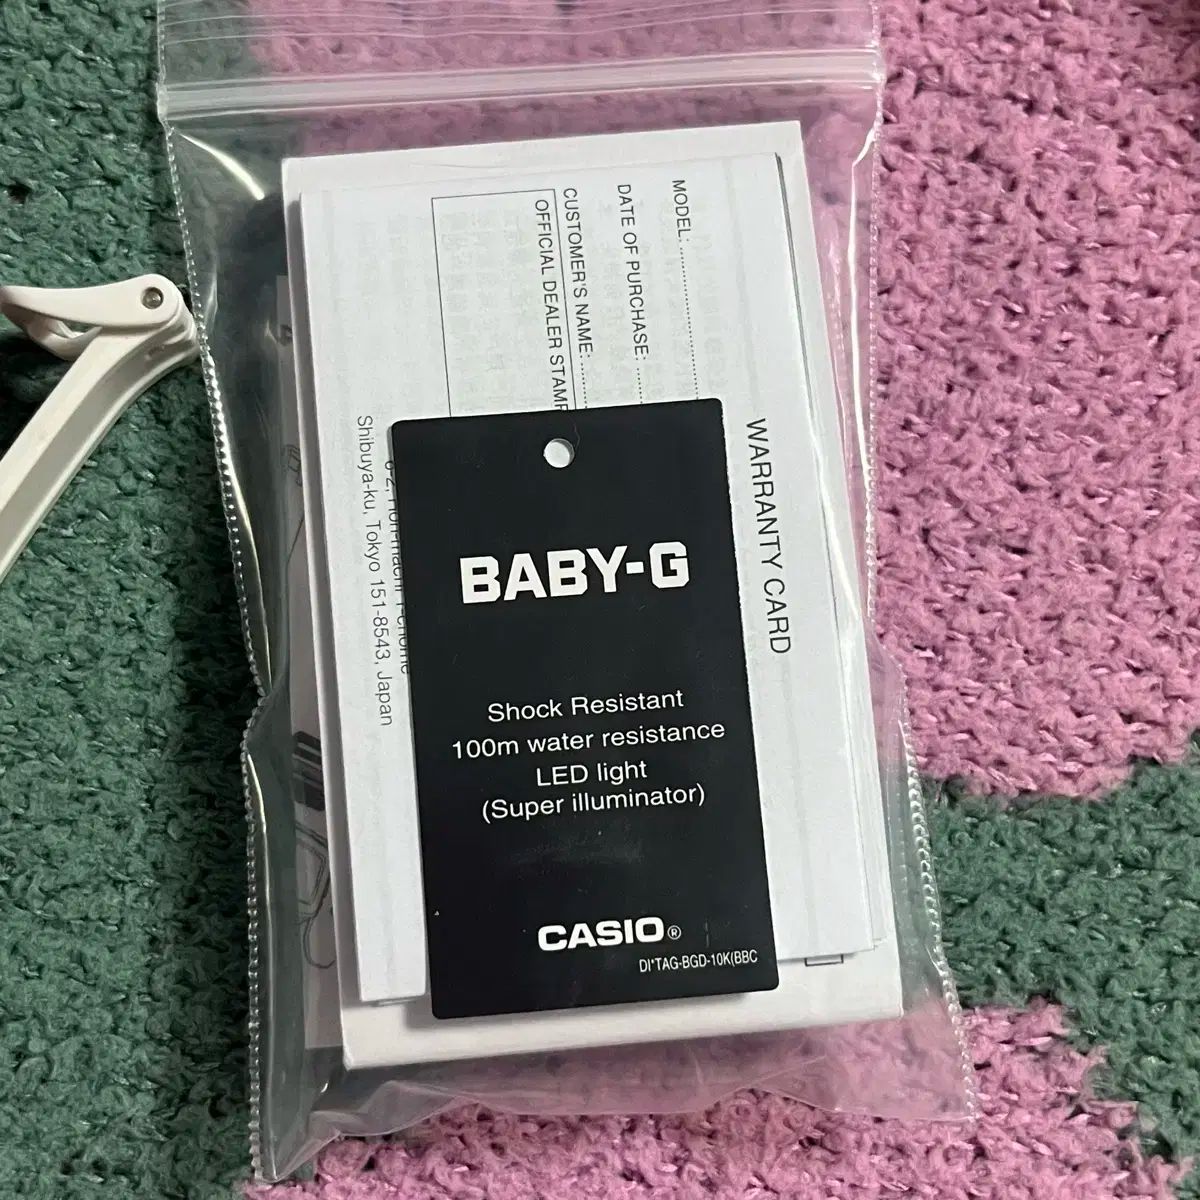 BABY-G
Shock Resistant
100m water resistance
LED light
(Super illuminator)
CASIO®
DI*TAG-BGD-10K(BBC
WARRANTY CARD
MODEL:
DATE OF PURCHASE:
CUSTOMER'S NAME:
OFFICIAL DEALER STAMP
Shibuya-ku, Tokyo 151-8543, Japan